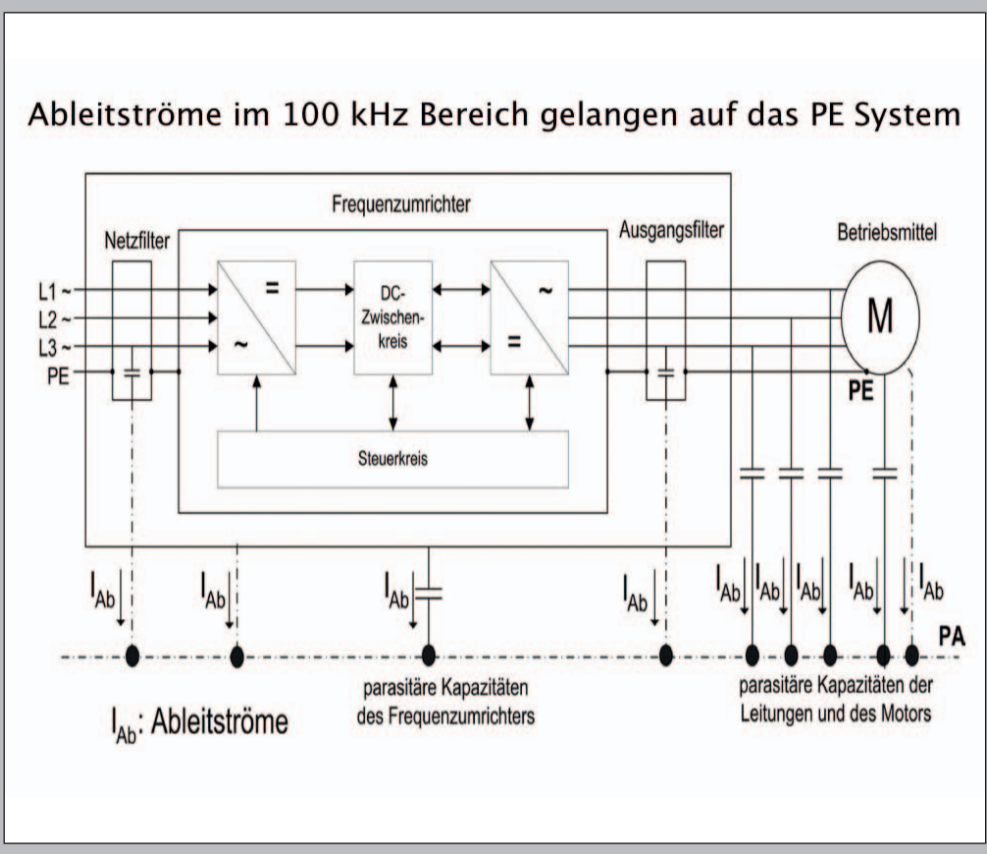 Ableitströme im 100 kHz Bereich gelangen auf das PE System
Frequenzumrichter
Netzfilter
Ausgangsfilter
Betriebsmittel
L1 ~
L2 ~
L3 ~
PE
=
~
DC-
Zwischen-
kreis
~
=
M
PE
Steuerkreis
IAb
IAb
IAb
IAb
IAb
IAb
IAb
IAb
IAb
PA
parasitäre Kapazitäten
des Frequenzumrichters
parasitäre Kapazitäten der
Leitungen und des Motors
IAb: Ableitströme